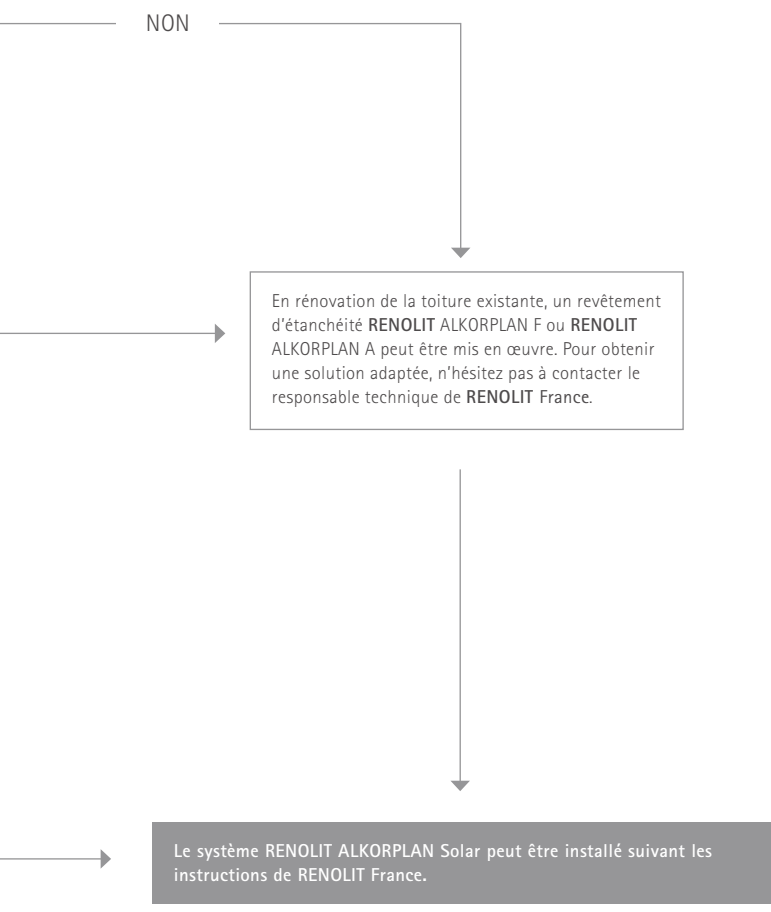 NON
En rénovation de la toiture existante, un revêtement
d'étanchéité RENOLIT ALKORPLAN F ou RENOLIT
ALKORPLAN A peut être mis en œuvre. Pour obtenir
une solution adaptée, n'hésitez pas à contacter le
responsable technique de RENOLIT France.
Le système RENOLIT ALKORPLAN Solar peut être installé suivant les
instructions de RENOLIT France.